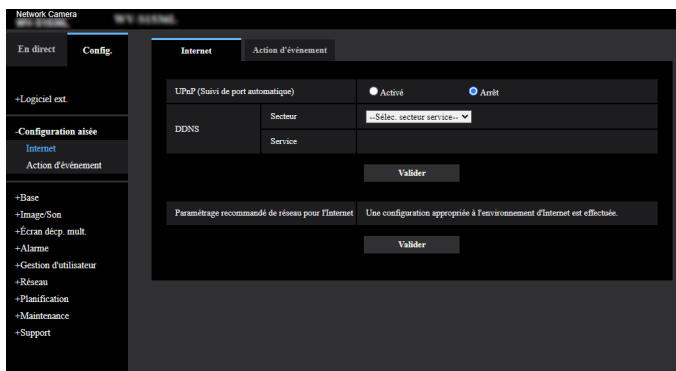 Network Camera
En direct
Config.
+Logiciel ext.
-Configuration aisée
Internet
Action d'événement
+Base
+Image/Son
+Écran décp. mult.
+Alarme
+Gestion d'utilisateur
+Réseau
+Planification
+Maintenance
+Support
Internet
Action d'événement
UPnP (Suivi de port automatique)
Activé
Arrêt
DDNS
Secteur
--Sélec. secteur service--
Service
Valider
Paramétrage recommandé de réseau pour l'Internet
Une configuration appropriée à l'environnement d'Internet est effectuée.
Valider